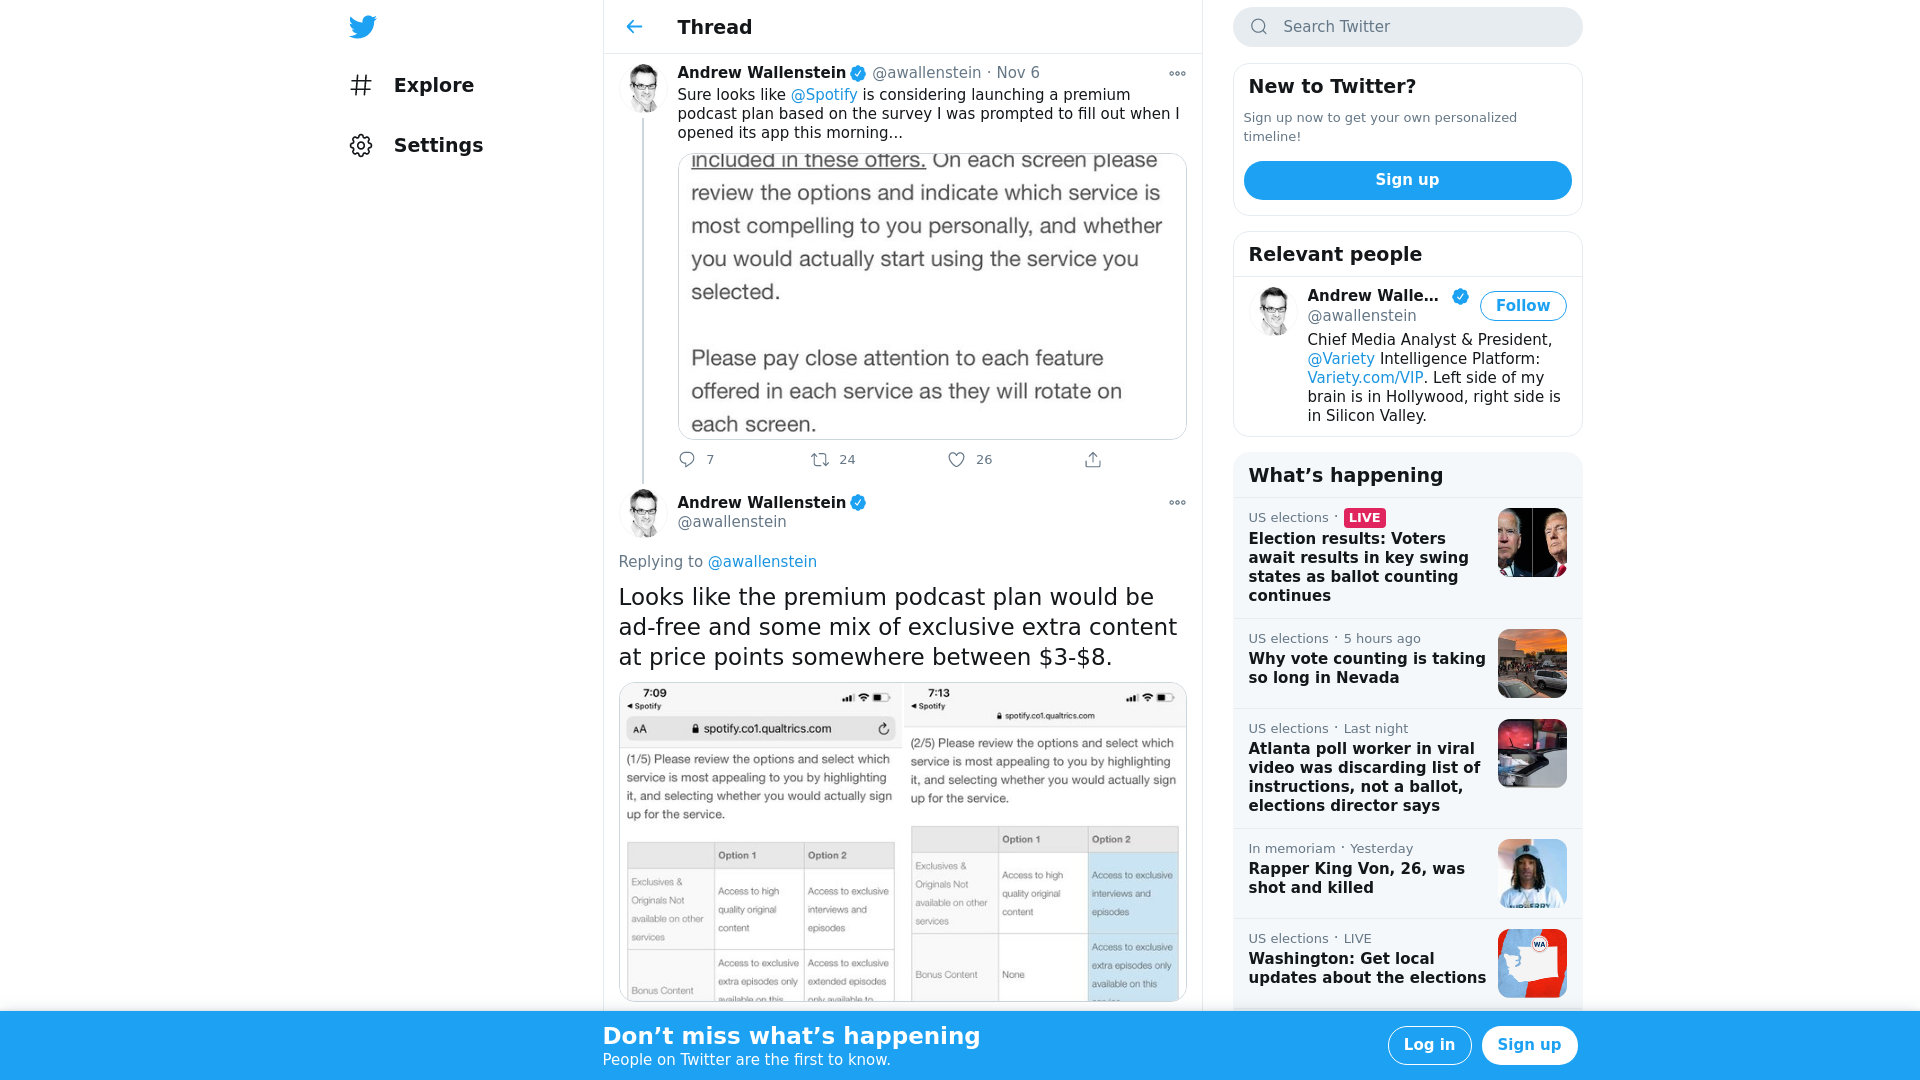 Explore
Settings
Thread
Andrew Wallenstein @awallenstein · Nov 6
Sure looks like @Spotify is considering launching a premium
podcast plan based on the survey I was prompted to fill out when I
opened its app this morning...
included in these offers. On each screen please
review the options and indicate which service is
most compelling to you personally, and whether
you would actually start using the service you
selected.
Please pay close attention to each feature
offered in each service as they will rotate on
each screen.
7 24 26
Andrew Wallenstein
@awallenstein
Replying to @awallenstein
Looks like the premium podcast plan would be
ad-free and some mix of exclusive extra content
at price points somewhere between $3-$8.
7:09
Spotify
AA spotify.co1.qualtrics.com
(1/5) Please review the options and select which
service is most appealing to you by highlighting
it, and selecting whether you would actually sign
up for the service.
Option 1 Option 2
Exclusives &
Originals Not
available on other
services
Access to high
quality original
content
Access to exclusive
interviews and
episodes
Bonus Content
Access to exclusive
extra episodes only
available on this
Access to exclusive
extended episodes
only available to
7:13
Spotify
spotify.co1.qualtrics.com
(2/5) Please review the options and select which
service is most appealing to you by highlighting
it, and selecting whether you would actually sign
up for the service.
Option 1 Option 2
Exclusives &
Originals Not
available on other
services
Access to high
quality original
content
Access to exclusive
interviews and
episodes
Bonus Content
None
Access to exclusive
extra episodes only
available on this
Search Twitter
New to Twitter?
Sign up now to get your own personalized
timeline!
Sign up
Relevant people
Andrew Walle...
@awallenstein
Follow
Chief Media Analyst & President,
@Variety Intelligence Platform:
Variety.com/VIP. Left side of my
brain is in Hollywood, right side is
in Silicon Valley.
What's happening
US elections · LIVE
Election results: Voters
await results in key swing
states as ballot counting
continues
US elections · 5 hours ago
Why vote counting is taking
so long in Nevada
US elections · Last night
Atlanta poll worker in viral
video was discarding list of
instructions, not a ballot,
elections director says
In memoriam · Yesterday
Rapper King Von, 26, was
shot and killed
US elections · LIVE
Washington: Get local
updates about the elections
WA
Don't miss what's happening
People on Twitter are the first to know.
Log in
Sign up